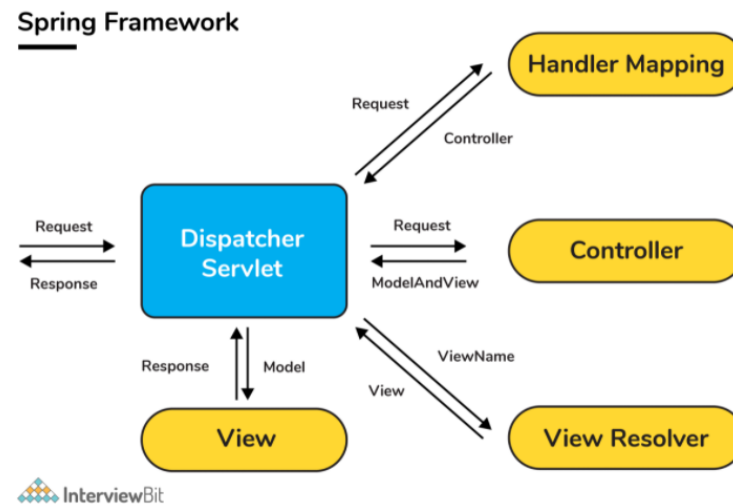 Spring Framework
Handler Mapping
Request
Controller
Request
Response
Dispatcher
Servlet
Request
ModelAndView
Controller
Response
Model
ViewName
View
View
View Resolver
InterviewBit